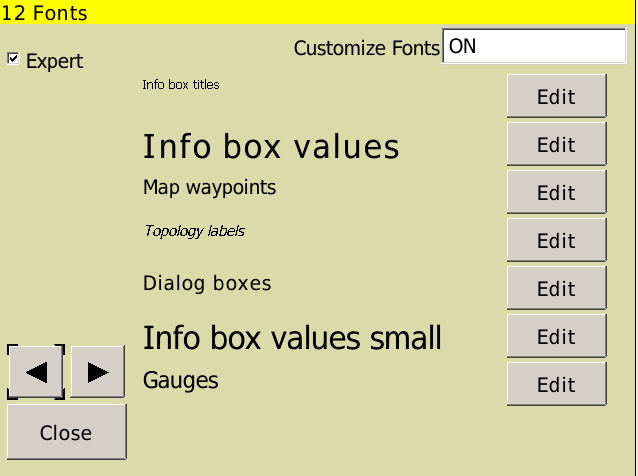 12 Fonts
Customize Fonts ON
Expert
Info box titles Edit
Info box values Edit
Map waypoints Edit
Topology labels Edit
Dialog boxes Edit
Info box values small Edit
Gauges Edit
Close